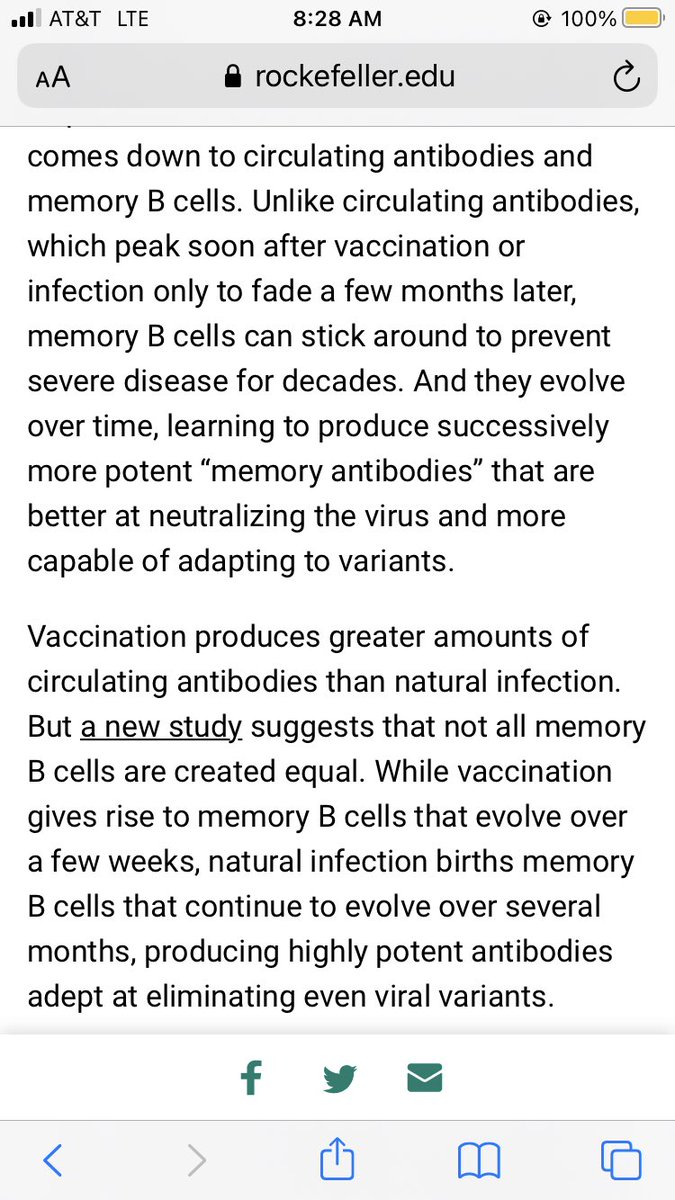 AT&T LTE 8:28 AM 100%
AA rockefeller.edu
comes down to circulating antibodies and
memory B cells. Unlike circulating antibodies,
which peak soon after vaccination or
infection only to fade a few months later,
memory B cells can stick around to prevent
severe disease for decades. And they evolve
over time, learning to produce successively
more potent “memory antibodies” that are
better at neutralizing the virus and more
capable of adapting to variants.
Vaccination produces greater amounts of
circulating antibodies than natural infection.
But a new study suggests that not all memory
B cells are created equal. While vaccination
gives rise to memory B cells that evolve over
a few weeks, natural infection births memory
B cells that continue to evolve over several
months, producing highly potent antibodies
adept at eliminating even viral variants.